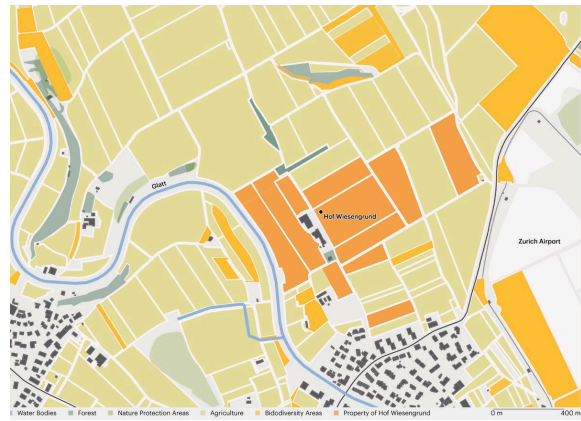 Glatt
Hof Wiesengrund
Zurich Airport
Water Bodies Forest Nature Protection Areas Agriculture Bidodiversity Areas Property of Hof Wiesengrund 0 m 400 m